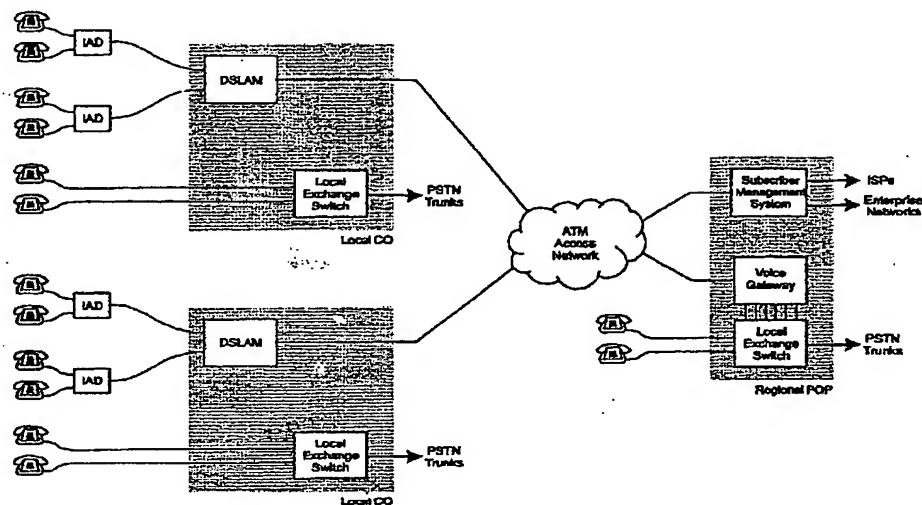 IAD
DSLAM
IAD
Local
Exchange
Switch
PSTN
Trunks
Local CO
ATM
Access
Network
Subscriber
Management
System
ISPs
Enterprise
Networks
Voice
Gateway
Local
Exchange
Switch
PSTN
Trunks
Regional POP
IAD
DSLAM
IAD
Local
Exchange
Switch
PSTN
Trunks
Local CO